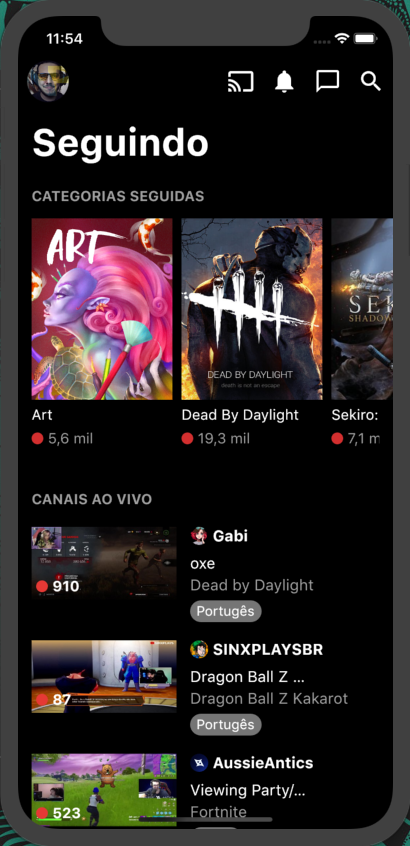 11:54
Seguindo
CATEGORIAS SEGUIDAS
ART
DEAD BY DAYLIGHT
death is not an escape
SEK
SHADOW
Art
Dead By Daylight
Sekiro:
5,6 mil
19,3 mil
7,1 m
CANAIS AO VIVO
Gabi
oxe
Dead by Daylight
910
Portugês
SINXPLAYSBR
Dragon Ball Z ...
Dragon Ball Z Kakarot
87
Portugês
AussieAntics
Viewing Party/...
Fortnite
523